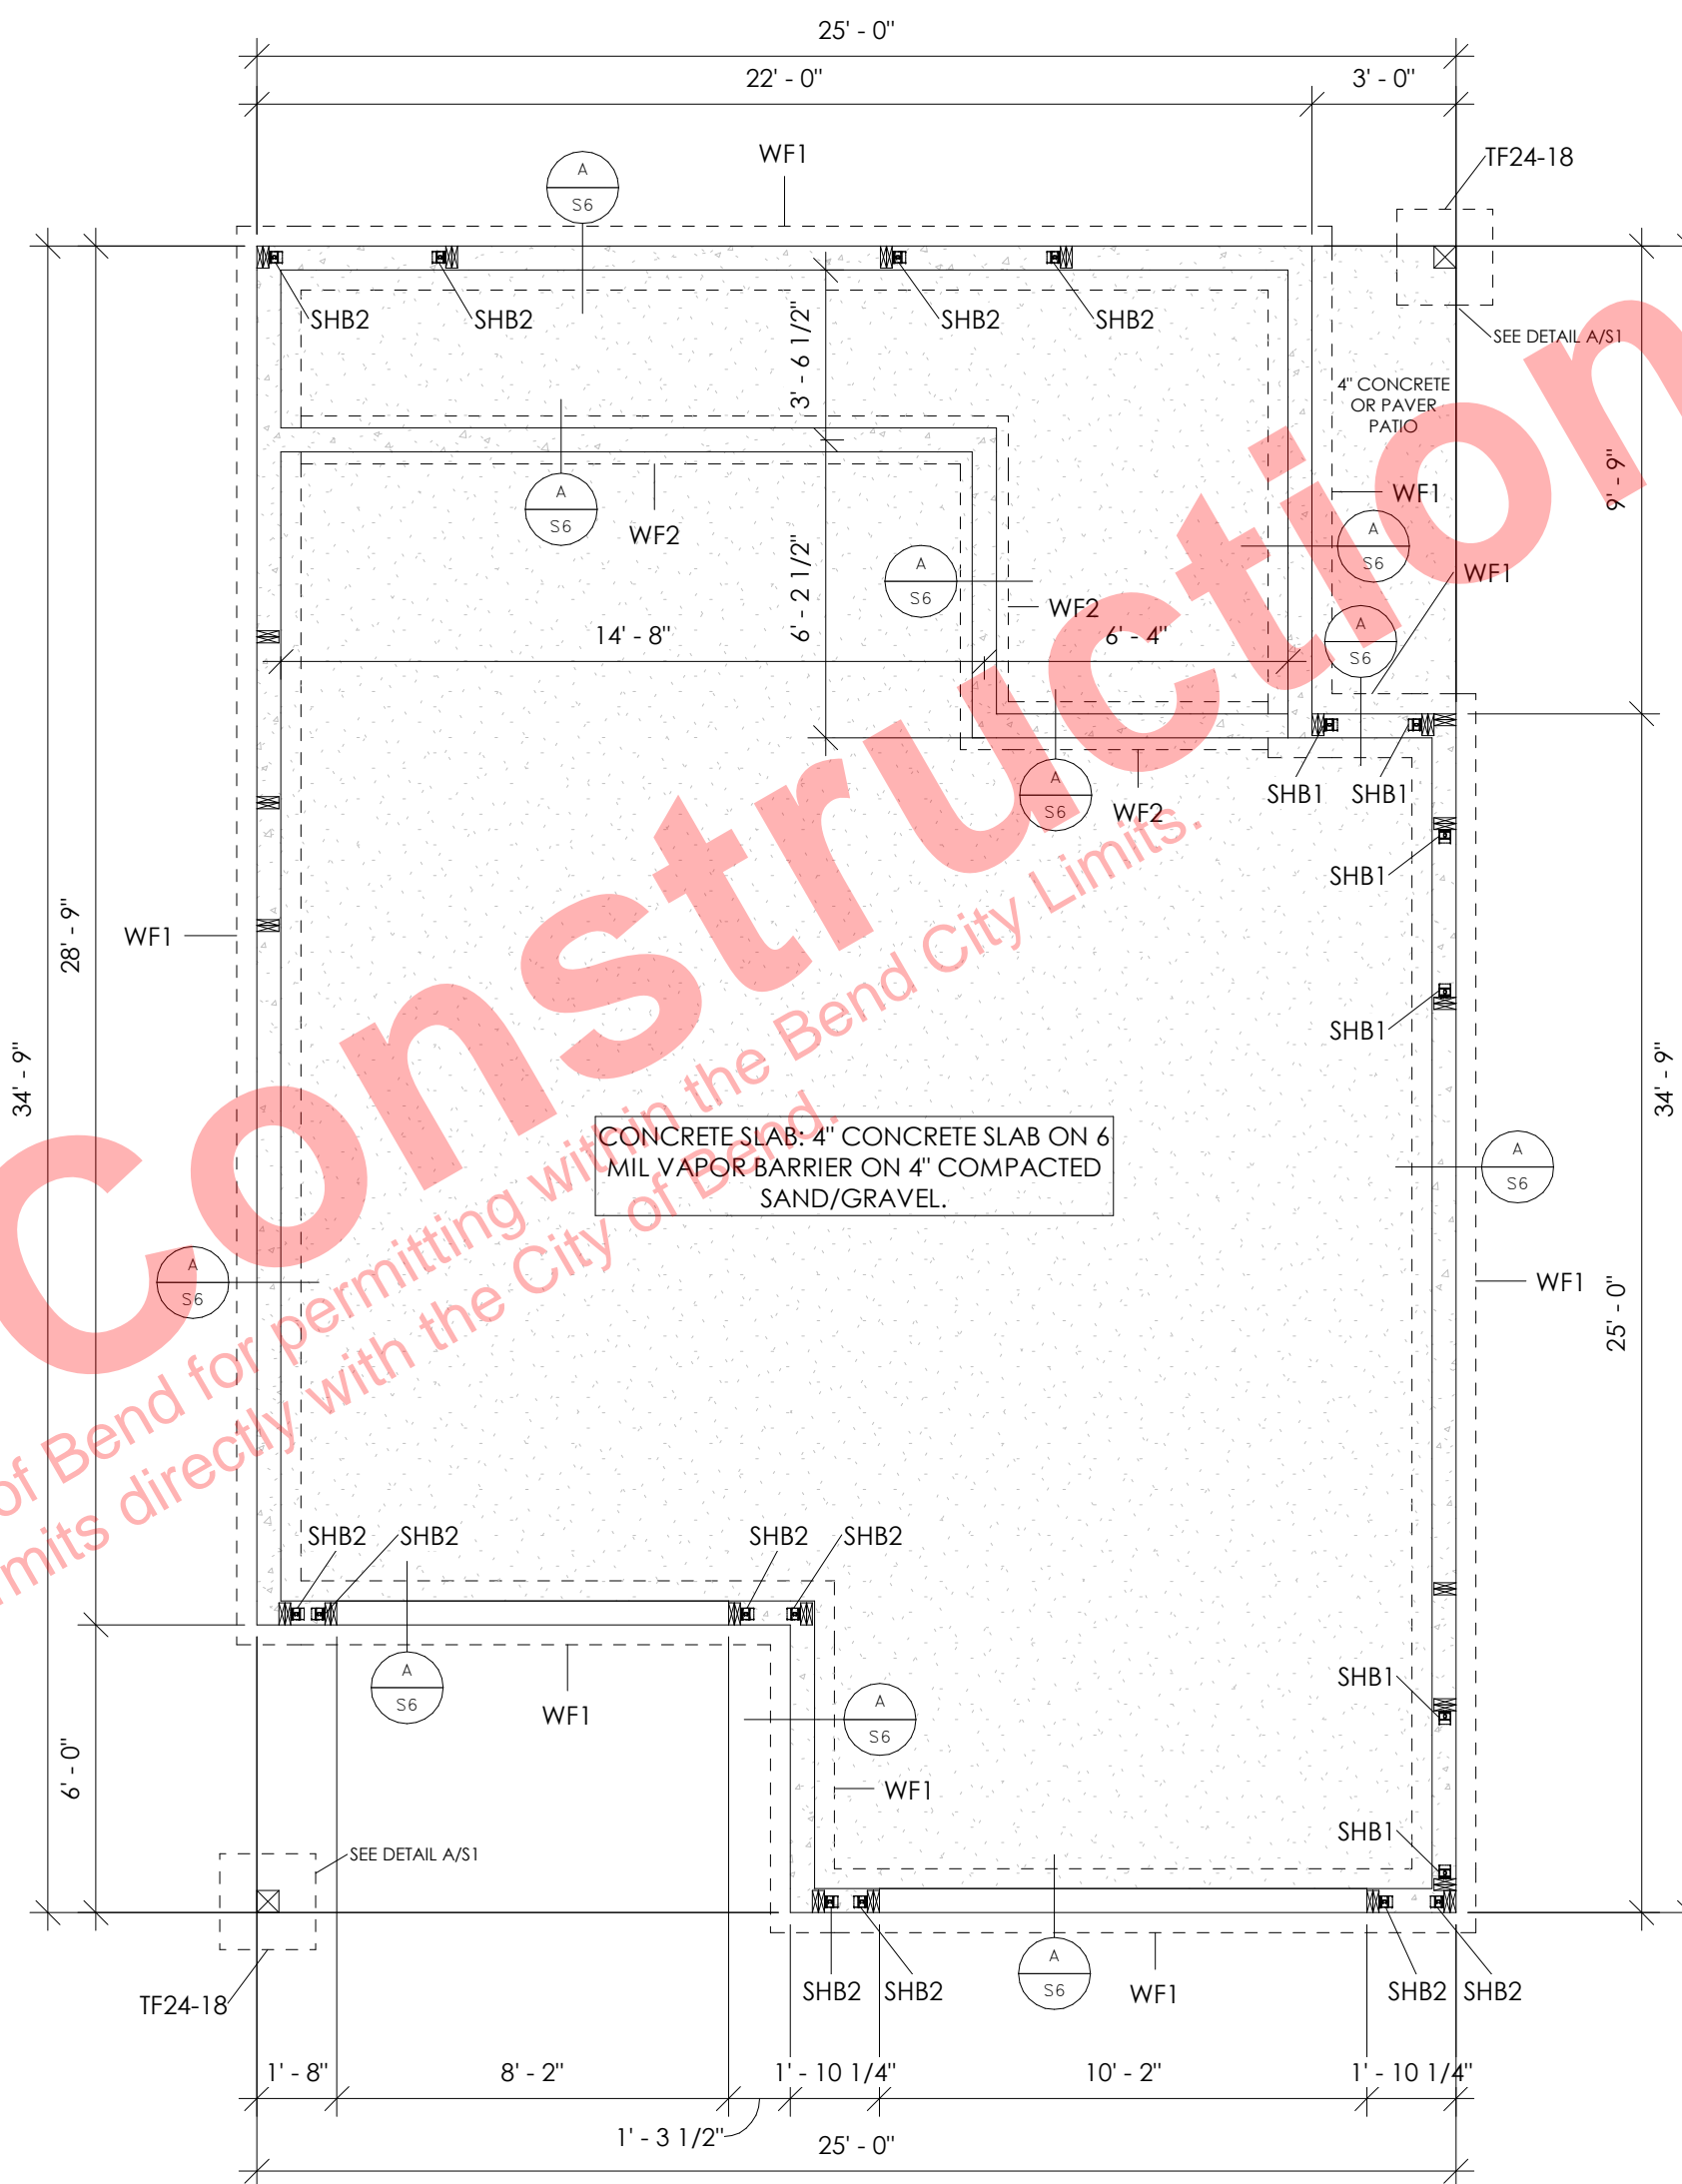 25' - 0"
22' - 0"
3' - 0"
WF1
TF24-18
A
S6
SHB2
SHB2
SHB2
SHB2
SEE DETAIL A/S1
3' - 6 1/2"
4" CONCRETE
OR PAVER
PATIO
9' - 9"
WF1
A
S6
WF2
A
S6
A
S6
WF1
6' - 2 1/2"
WF2
14' - 8"
6' - 4"
A
S6
A
S6
WF2
SHB1
SHB1
SHB1
28' - 9"
WF1
SHB1
34' - 9"
34' - 9"
CONCRETE SLAB: 4" CONCRETE SLAB ON 6
MIL VAPOR BARRIER ON 4" COMPACTED
SAND/GRAVEL.
A
S6
A
S6
WF1
25' - 0"
Construction
of Bend for permitting within the Bend City Limits.
mits directly with the City of Bend.
SHB2
SHB2
SHB2
SHB2
A
S6
WF1
A
S6
SHB1
6' - 0"
WF1
SHB1
SEE DETAIL A/S1
TF24-18
SHB2
SHB2
A
S6
WF1
SHB2
SHB2
1' - 8"
8' - 2"
1' - 10 1/4"
10' - 2"
1' - 10 1/4"
1' - 3 1/2"
25' - 0"